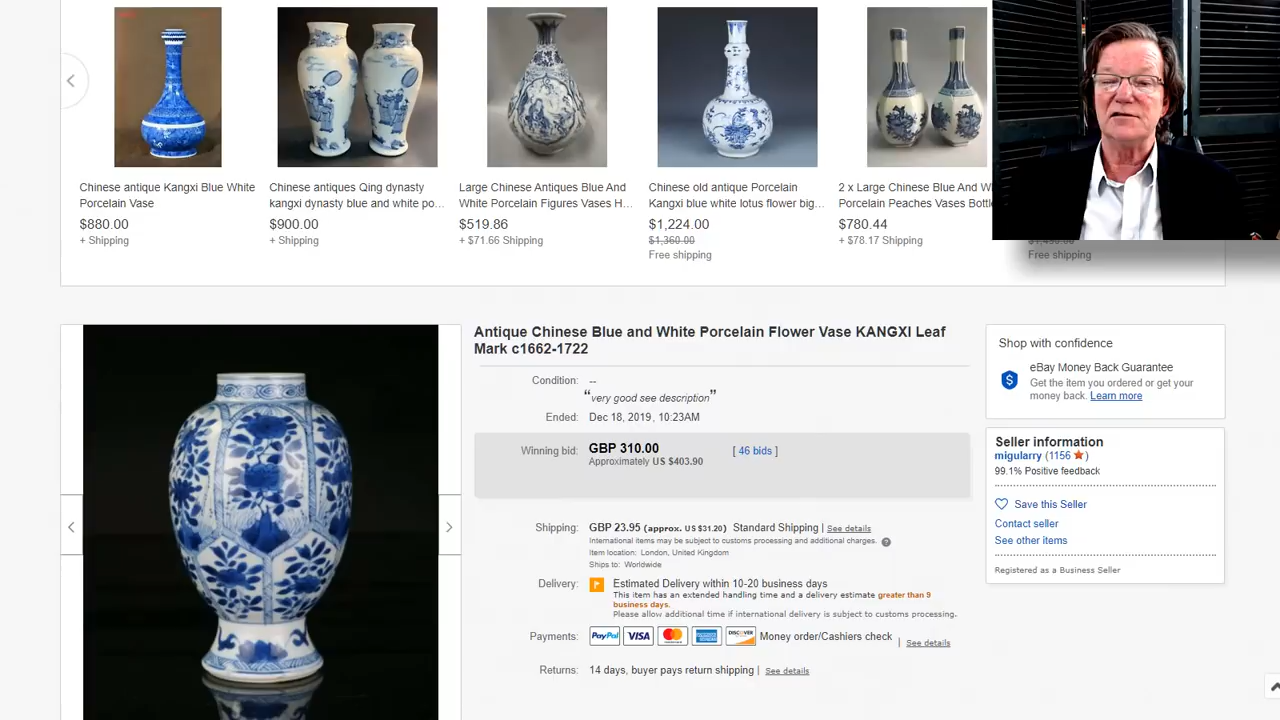 Chinese antique Kangxi Blue White
Porcelain Vase
$880.00
+ Shipping
Chinese antiques Qing dynasty
kangxi dynasty blue and white po...
$900.00
+ Shipping
Large Chinese Antiques Blue And
White Porcelain Figures Vases H...
$519.86
+ $71.66 Shipping
Chinese old antique Porcelain
Kangxi blue white lotus flower big...
$1,224.00
$1,360.00
Free shipping
2 x Large Chinese Blue And W
Porcelain Peaches Vases Bottl
$780.44
+ $78.17 Shipping
Free shipping
Antique Chinese Blue and White Porcelain Flower Vase KANGXI Leaf
Mark c1662-1722
Condition: --
“very good see description”
Ended: Dec 18, 2019 , 10:23AM
Winning bid: GBP 310.00 [ 46 bids ]
Approximately US $403.90
Shipping: GBP 23.95 (approx. US $31.20) Standard Shipping | See details
International items may be subject to customs processing and additional charges. ?
Item location: London, United Kingdom
Ships to: Worldwide
Delivery: Estimated Delivery within 10-20 business days
This item has an extended handling time and a delivery estimate greater than 9
business days.
Please allow additional time if international delivery is subject to customs processing.
Payments: PayPal VISA MasterCard DISCOVER Money order/Cashiers check | See details
Returns: 14 days, buyer pays return shipping | See details
Shop with confidence
eBay Money Back Guarantee
Get the item you ordered or get your
money back. Learn more
Seller information
migularry (1156 ★ )
99.1% Positive feedback
Save this Seller
Contact seller
See other items
Registered as a Business Seller